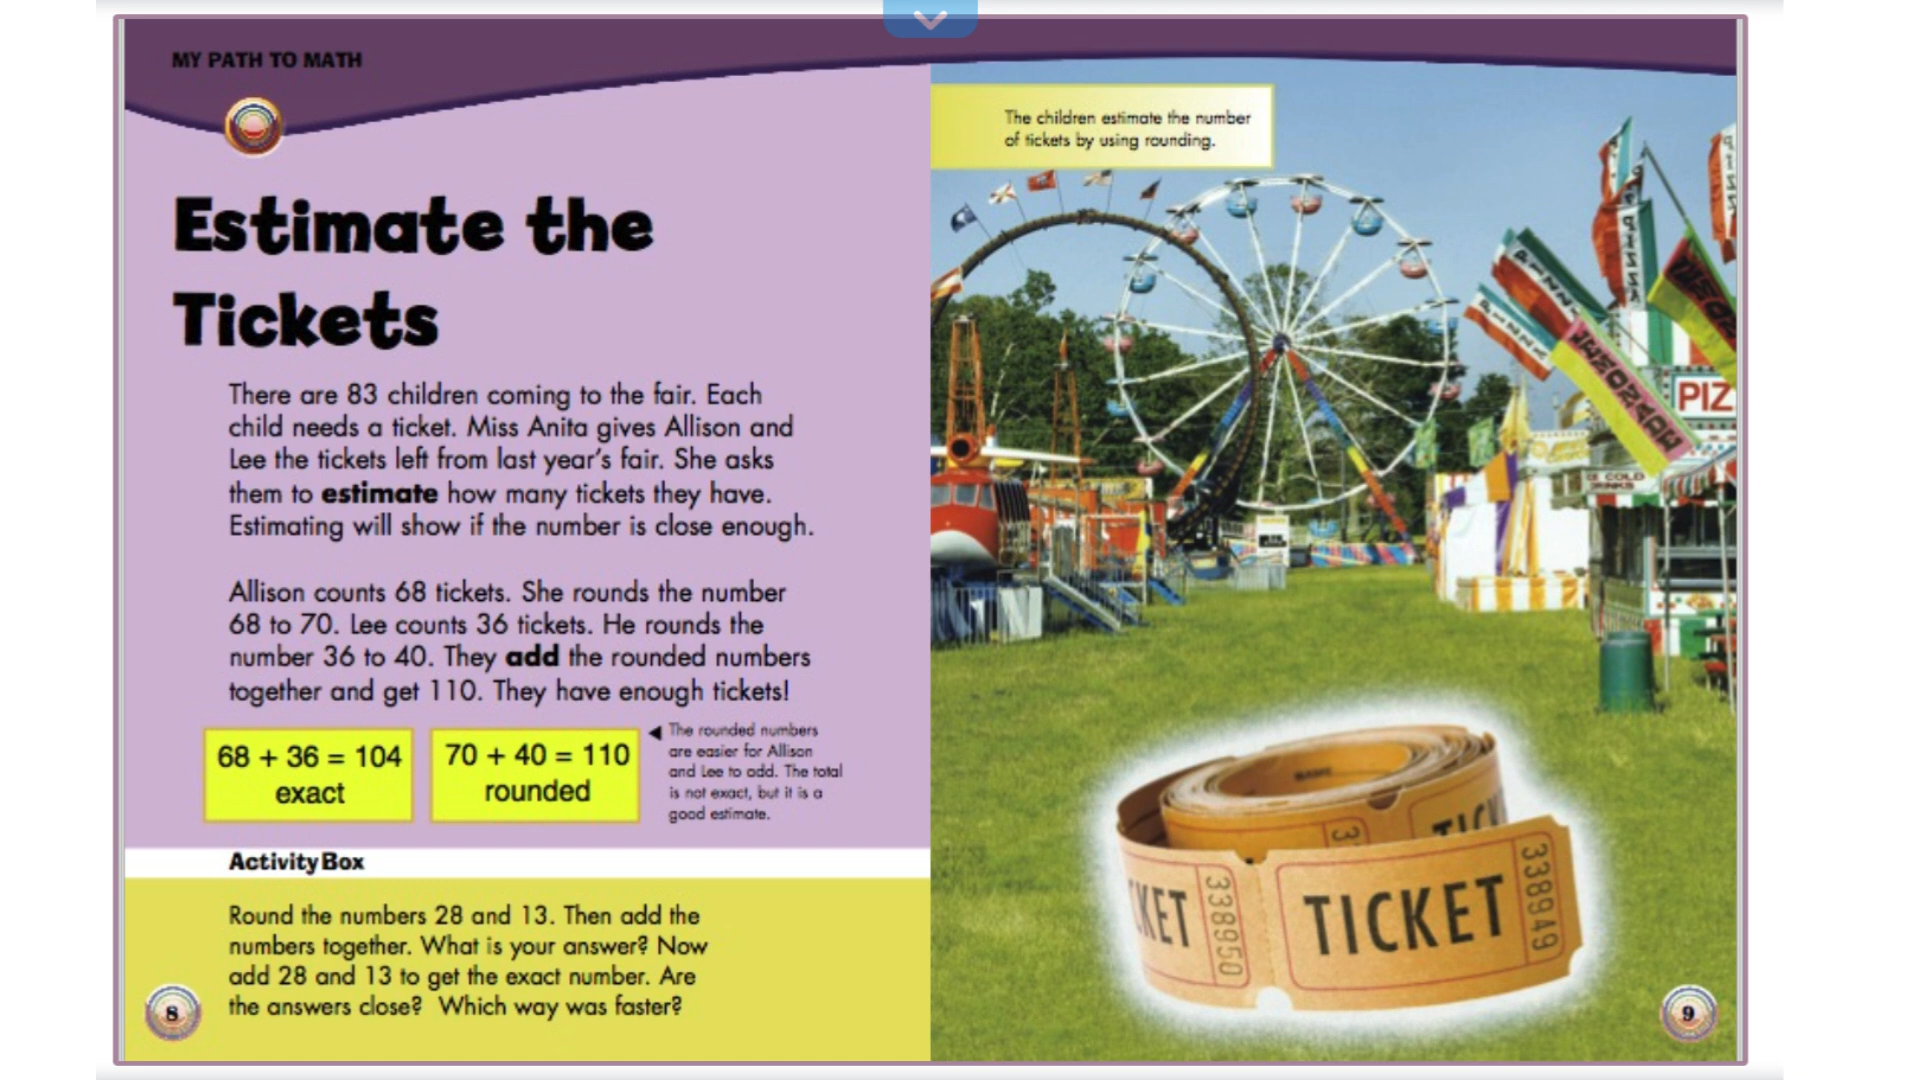 MY PATH TO MATH
Estimate the
Tickets
There are 83 children coming to the fair. Each
child needs a ticket. Miss Anita gives Allison and
Lee the tickets left from last year's fair. She asks
them to estimate how many tickets they have.
Estimating will show if the number is close enough.
Allison counts 68 tickets. She rounds the number
68 to 70. Lee counts 36 tickets. He rounds the
number 36 to 40. They add the rounded numbers
together and get 110. They have enough tickets!
68 + 36 = 104
exact
70 + 40 = 110
rounded
The rounded numbers
are easier for Allison
and Lee to add. The total
is not exact, but it is a
good estimate.
Activity Box
Round the numbers 28 and 13. Then add the
numbers together. What is your answer? Now
add 28 and 13 to get the exact number. Are
the answers close?  Which way was faster?
8
The children estimate the number
of tickets by using rounding.
PIZ
COLD
DRINKS
NAME
TICK
CKET
338950
TICKET
338949
9